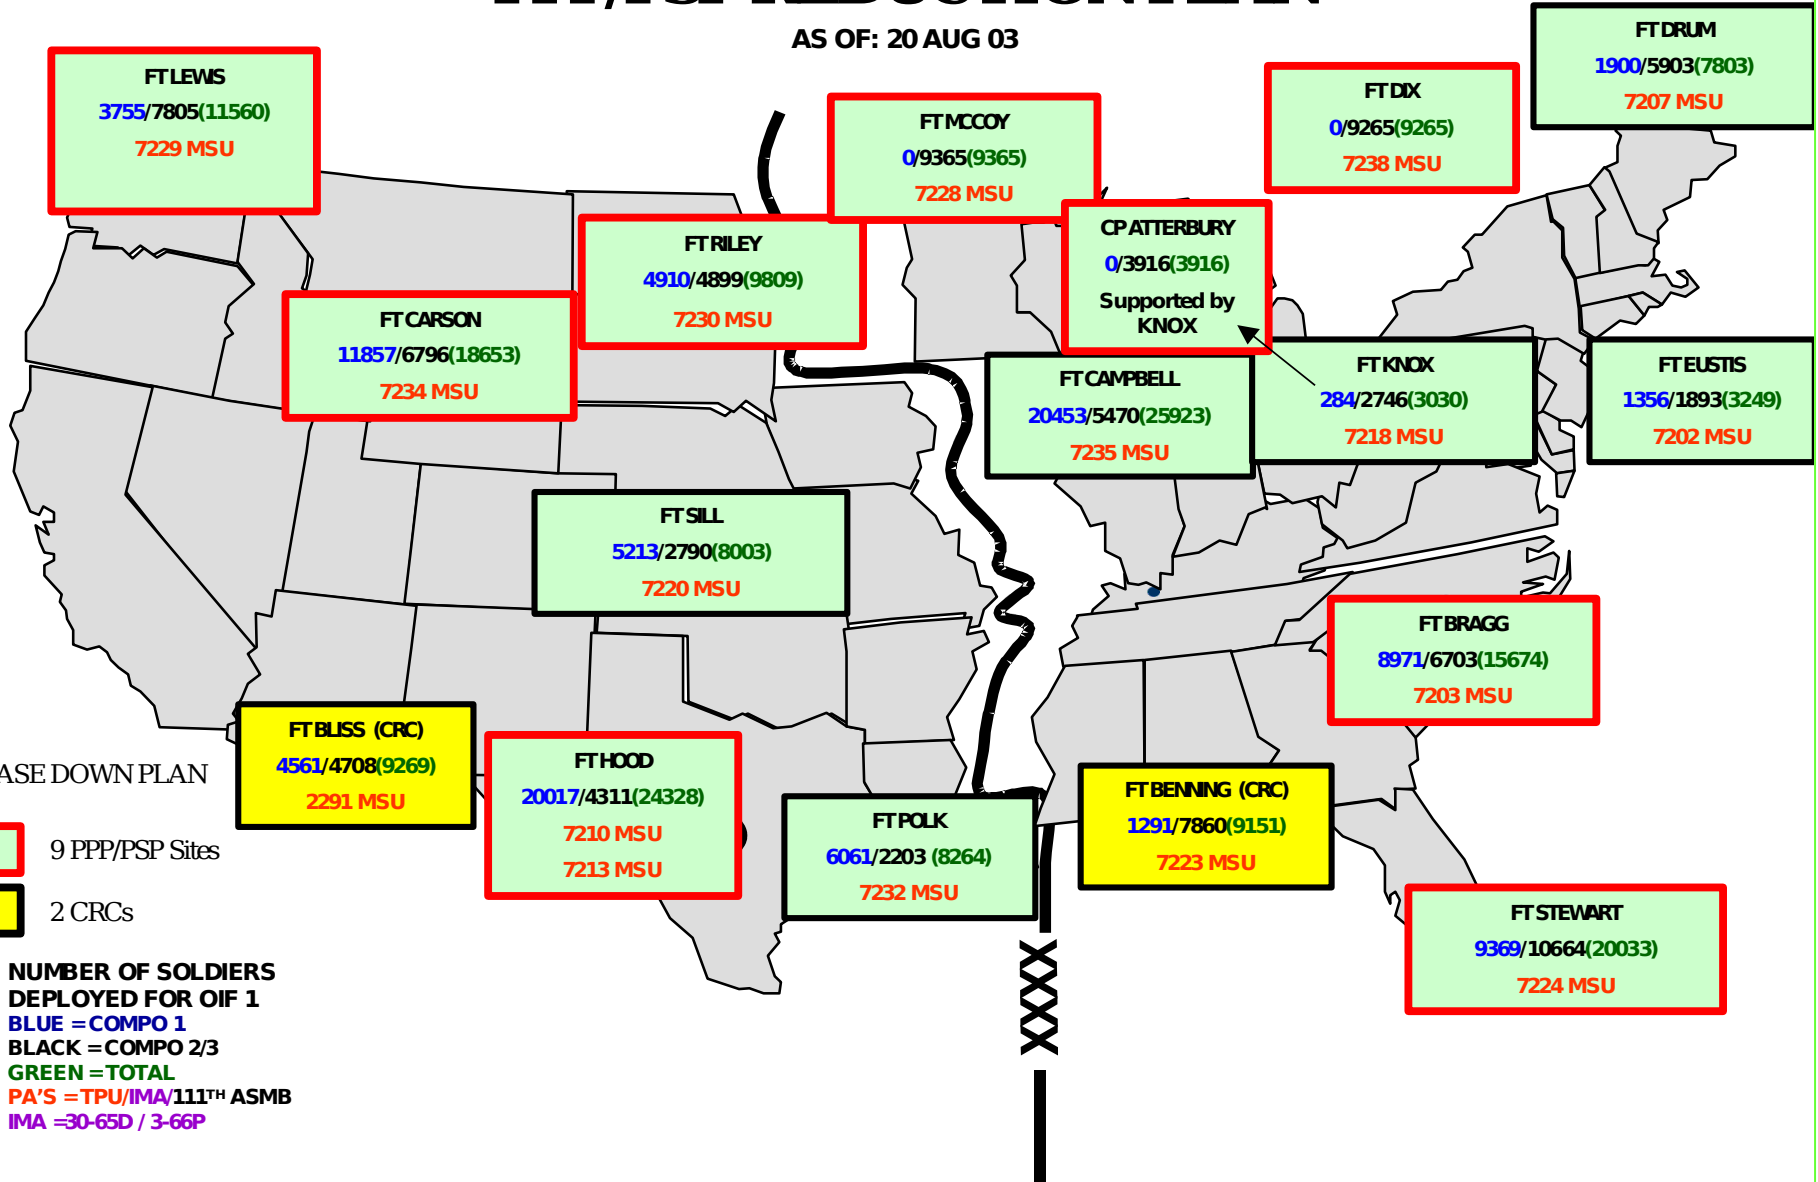 AS OF: 20 AUG 03
FT LEWIS
3755/7805(11560)
7229 MSU
FT MCCOY
0/9365(9365)
7228 MSU
FT DIX
0/9265(9265)
7238 MSU
FT DRUM
1900/5903(7803)
7207 MSU
FT RILEY
4910/4899(9809)
7230 MSU
CP ATTERBURY
0/3916(3916)
Supported by
KNOX
FT CARSON
11857/6796(18653)
7234 MSU
FT CAMPBELL
20453/5470(25923)
7235 MSU
FT KNOX
284/2746(3030)
7218 MSU
FT EUSTIS
1356/1893(3249)
7202 MSU
FT SILL
5213/2790(8003)
7220 MSU
FT BRAGG
8971/6703(15674)
7203 MSU
FT BLISS (CRC)
4561/4708(9269)
2291 MSU
FT HOOD
20017/4311(24328)
7210 MSU
7213 MSU
FT POLK
6061/2203 (8264)
7232 MSU
FT BENNING (CRC)
1291/7860(9151)
7223 MSU
FT STEWART
9369/10664(20033)
7224 MSU
XXXX
ASE DOWN PLAN
9 PPP/PSP Sites
2 CRCs
NUMBER OF SOLDIERS
DEPLOYED FOR OIF 1
BLUE = COMPO 1
BLACK = COMPO 2/3
GREEN = TOTAL
PA'S = TPU/IMA/111TH ASMB
IMA =30-65D / 3-66P